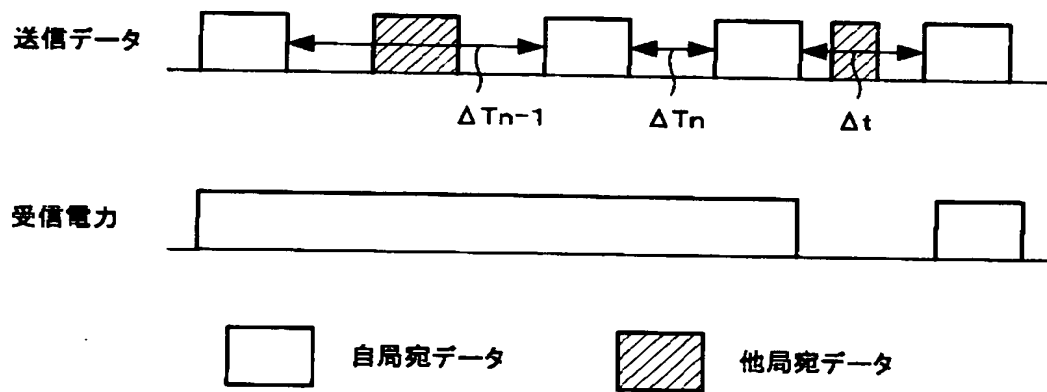 送信データ
ΔTn-1
ΔTn
Δt
受信電力
自局宛データ
他局宛データ